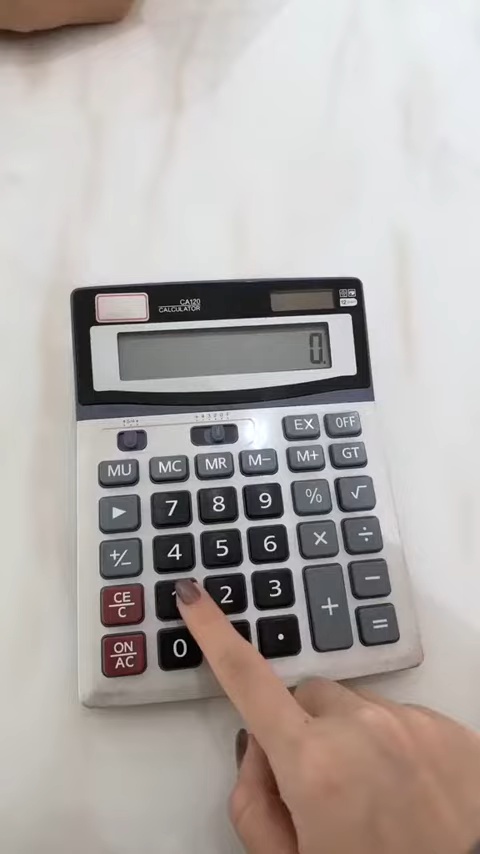 CA120
CALCULATOR
0.
EX OFF
MU MC MR M− M+ GT
▶ 7 8 9 % √
+/− 4 5 6 × ÷
CE/C 2 3 + −
ON/AC 0 • =